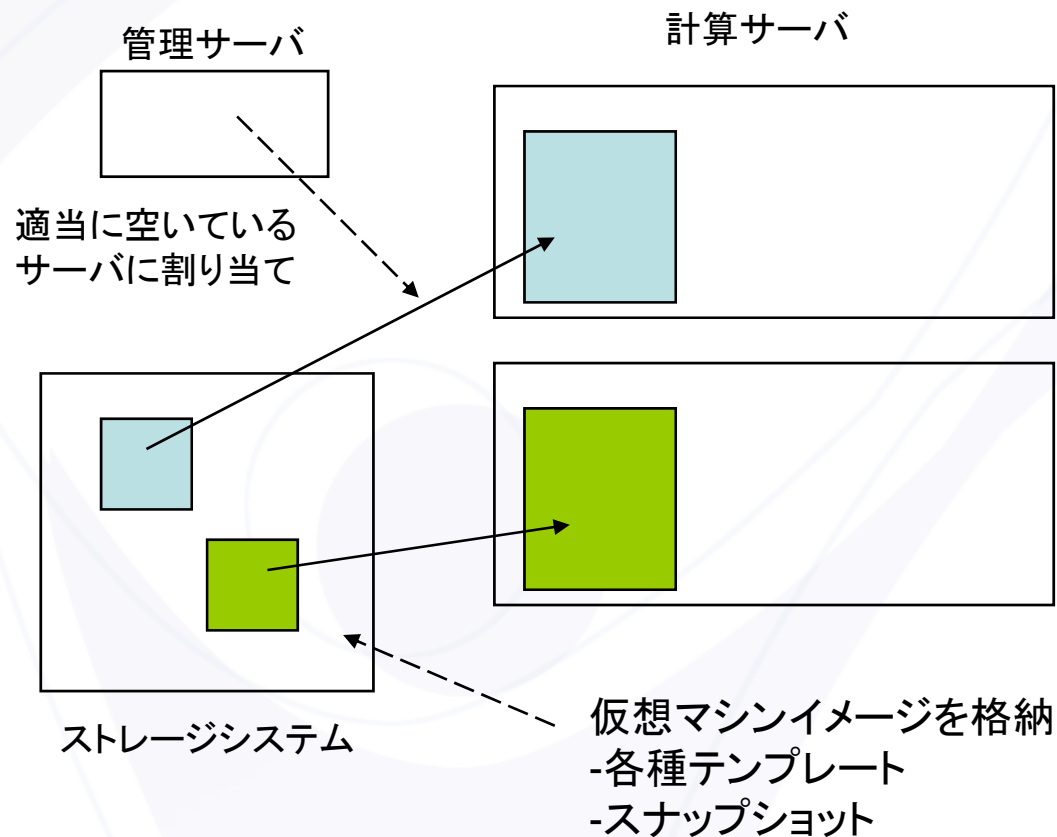 管理サーバ
計算サーバ
適当に空いている
サーバに割り当て
ストレージシステム
仮想マシンイメージを格納
-各種テンプレート
-スナップショット